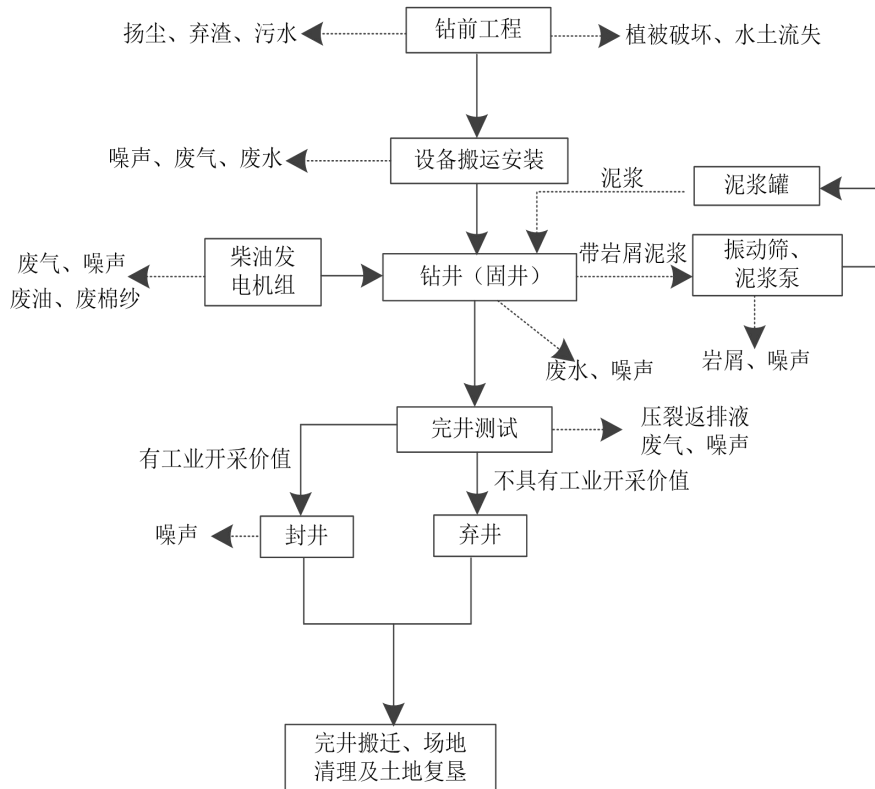 扬尘、弃渣、污水
钻前工程
植被破坏、水土流失
噪声、废气、废水
设备搬运安装
泥浆
泥浆罐
废气、噪声
废油、废棉纱
柴油发
电机组
钻井（固井）
带岩屑泥浆
振动筛、
泥浆泵
废水、噪声
岩屑、噪声
完井测试
压裂返排液
废气、噪声
有工业开采价值
不具有工业开采价值
噪声
封井
弃井
完井搬迁、场地
清理及土地复垦